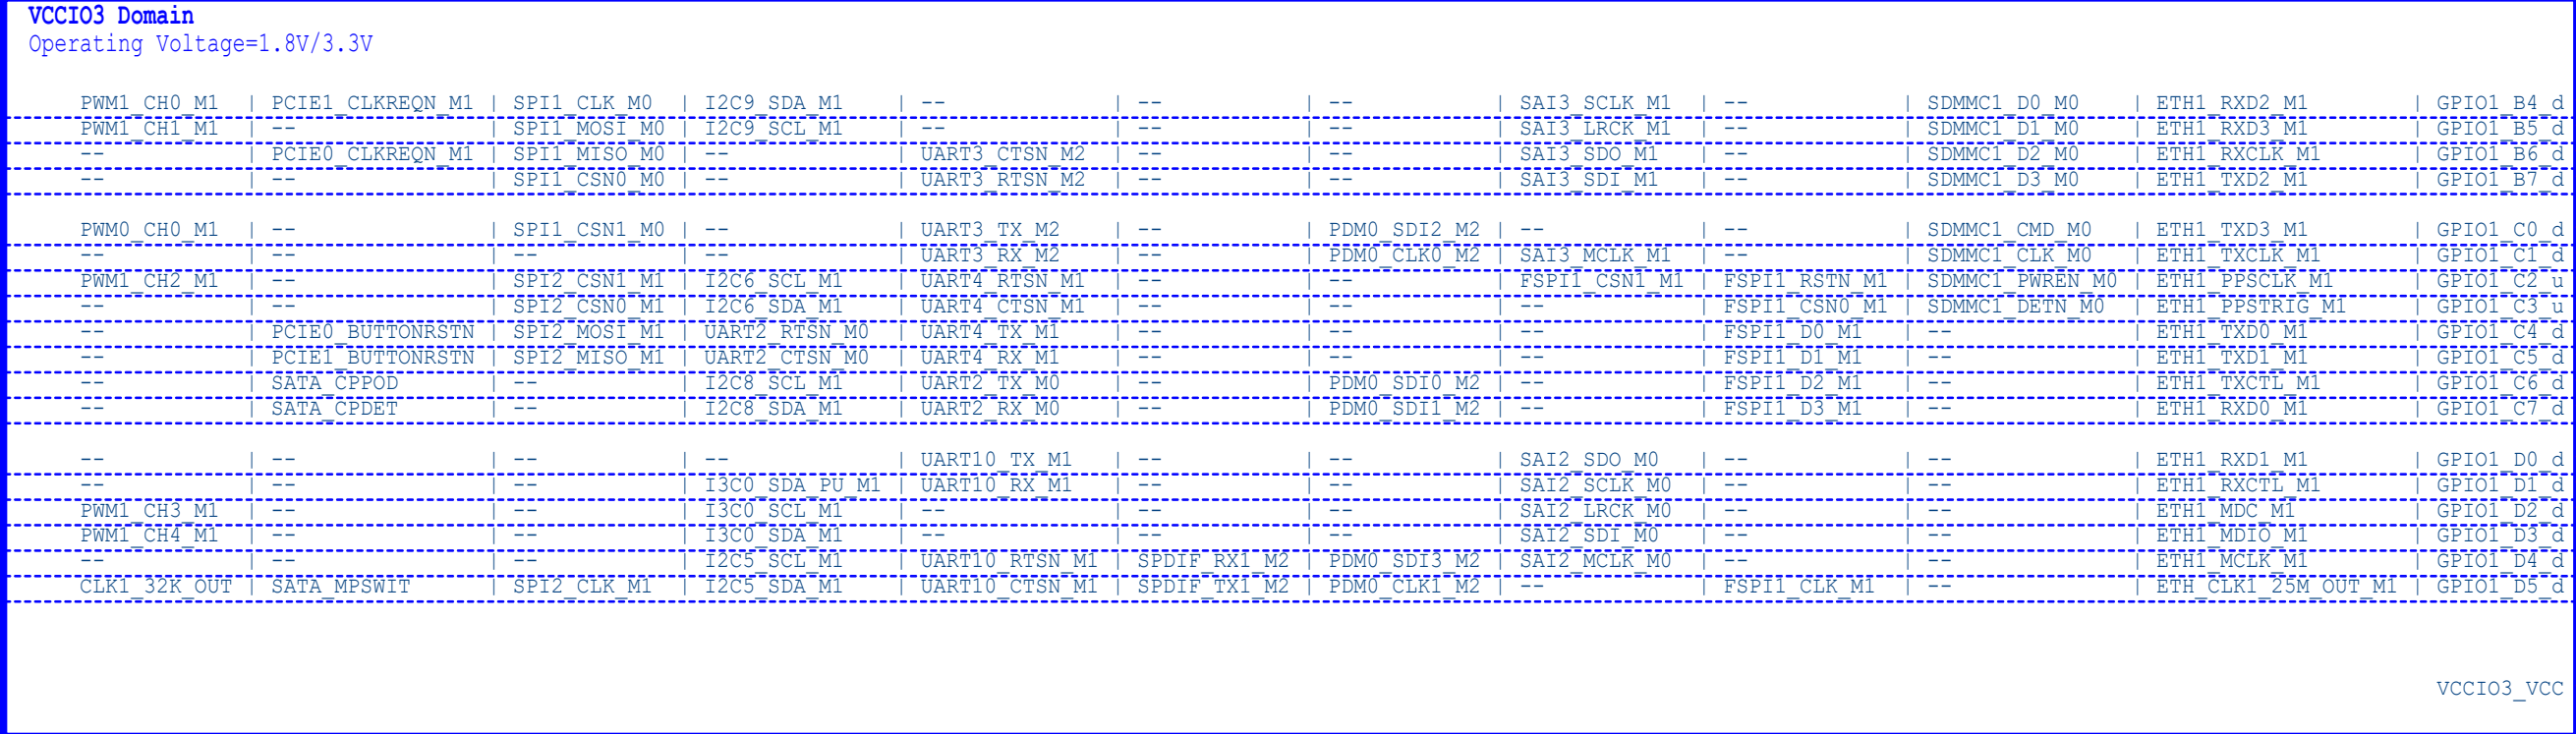 VCCIO3 Domain
Operating Voltage=1.8V/3.3V
PWM1_CH0_M1 | PCIE1_CLKREQN_M1 | SPI1_CLK_M0 | I2C9_SDA_M1 | -- | -- | -- | SAI3_SCLK_M1 | -- | SDMMC1_D0_M0 | ETH1_RXD2_M1 | GPIO1_B4_d
PWM1_CH1_M1 | -- | SPI1_MOSI_M0 | I2C9_SCL_M1 | -- | -- | -- | SAI3_LRCK_M1 | -- | SDMMC1_D1_M0 | ETH1_RXD3_M1 | GPIO1_B5_d
-- | PCIE0_CLKREQN_M1 | SPI1_MISO_M0 | -- | UART3_CTSN_M2 | -- | -- | SAI3_SDO_M1 | -- | SDMMC1_D2_M0 | ETH1_RXCLK_M1 | GPIO1_B6_d
-- | -- | SPI1_CSN0_M0 | -- | UART3_RTSN_M2 | -- | -- | SAI3_SDI_M1 | -- | SDMMC1_D3_M0 | ETH1_TXD2_M1 | GPIO1_B7_d
PWM0_CH0_M1 | -- | SPI1_CSN1_M0 | -- | UART3_TX_M2 | -- | PDM0_SDI2_M2 | -- | -- | SDMMC1_CMD_M0 | ETH1_TXD3_M1 | GPIO1_C0_d
-- | -- | -- | -- | UART3_RX_M2 | -- | PDM0_CLK0_M2 | SAI3_MCLK_M1 | -- | SDMMC1_CLK_M0 | ETH1_TXCLK_M1 | GPIO1_C1_d
PWM1_CH2_M1 | -- | SPI2_CSN1_M1 | I2C6_SCL_M1 | UART4_RTSN_M1 | -- | -- | FSPI1_CSN1_M1 | FSPI1_RSTN_M1 | SDMMC1_PWREN_M0 | ETH1_PPSCLK_M1 | GPIO1_C2_u
-- | -- | SPI2_CSN0_M1 | I2C6_SDA_M1 | UART4_CTSN_M1 | -- | -- | -- | FSPI1_CSN0_M1 | SDMMC1_DETN_M0 | ETH1_PPSTRIG_M1 | GPIO1_C3_u
-- | PCIE0_BUTTONRSTN | SPI2_MOSI_M1 | UART2_RTSN_M0 | UART4_TX_M1 | -- | -- | -- | FSPI1_D0_M1 | -- | ETH1_TXD0_M1 | GPIO1_C4_d
-- | PCIE1_BUTTONRSTN | SPI2_MISO_M1 | UART2_CTSN_M0 | UART4_RX_M1 | -- | -- | -- | FSPI1_D1_M1 | -- | ETH1_TXD1_M1 | GPIO1_C5_d
-- | SATA_CPPOD | -- | I2C8_SCL_M1 | UART2_TX_M0 | -- | PDM0_SDI0_M2 | -- | FSPI1_D2_M1 | -- | ETH1_TXCTL_M1 | GPIO1_C6_d
-- | SATA_CPDET | -- | I2C8_SDA_M1 | UART2_RX_M0 | -- | PDM0_SDI1_M2 | -- | FSPI1_D3_M1 | -- | ETH1_RXD0_M1 | GPIO1_C7_d
-- | -- | -- | -- | UART10_TX_M1 | -- | -- | SAI2_SDO_M0 | -- | -- | ETH1_RXD1_M1 | GPIO1_D0_d
-- | -- | -- | I3C0_SDA_PU_M1 | UART10_RX_M1 | -- | -- | SAI2_SCLK_M0 | -- | -- | ETH1_RXCTL_M1 | GPIO1_D1_d
PWM1_CH3_M1 | -- | -- | I3C0_SCL_M1 | -- | -- | -- | SAI2_LRCK_M0 | -- | -- | ETH1_MDC_M1 | GPIO1_D2_d
PWM1_CH4_M1 | -- | -- | I3C0_SDA_M1 | -- | -- | -- | SAI2_SDI_M0 | -- | -- | ETH1_MDIO_M1 | GPIO1_D3_d
-- | -- | -- | I2C5_SCL_M1 | UART10_RTSN_M1 | SPDIF_RX1_M2 | PDM0_SDI3_M2 | SAI2_MCLK_M0 | -- | -- | ETH1_MCLK_M1 | GPIO1_D4_d
CLK1_32K_OUT | SATA_MPSWIT | SPI2_CLK_M1 | I2C5_SDA_M1 | UART10_CTSN_M1 | SPDIF_TX1_M2 | PDM0_CLK1_M2 | -- | FSPI1_CLK_M1 | -- | ETH_CLK1_25M_OUT_M1 | GPIO1_D5_d
VCCIO3_VCC